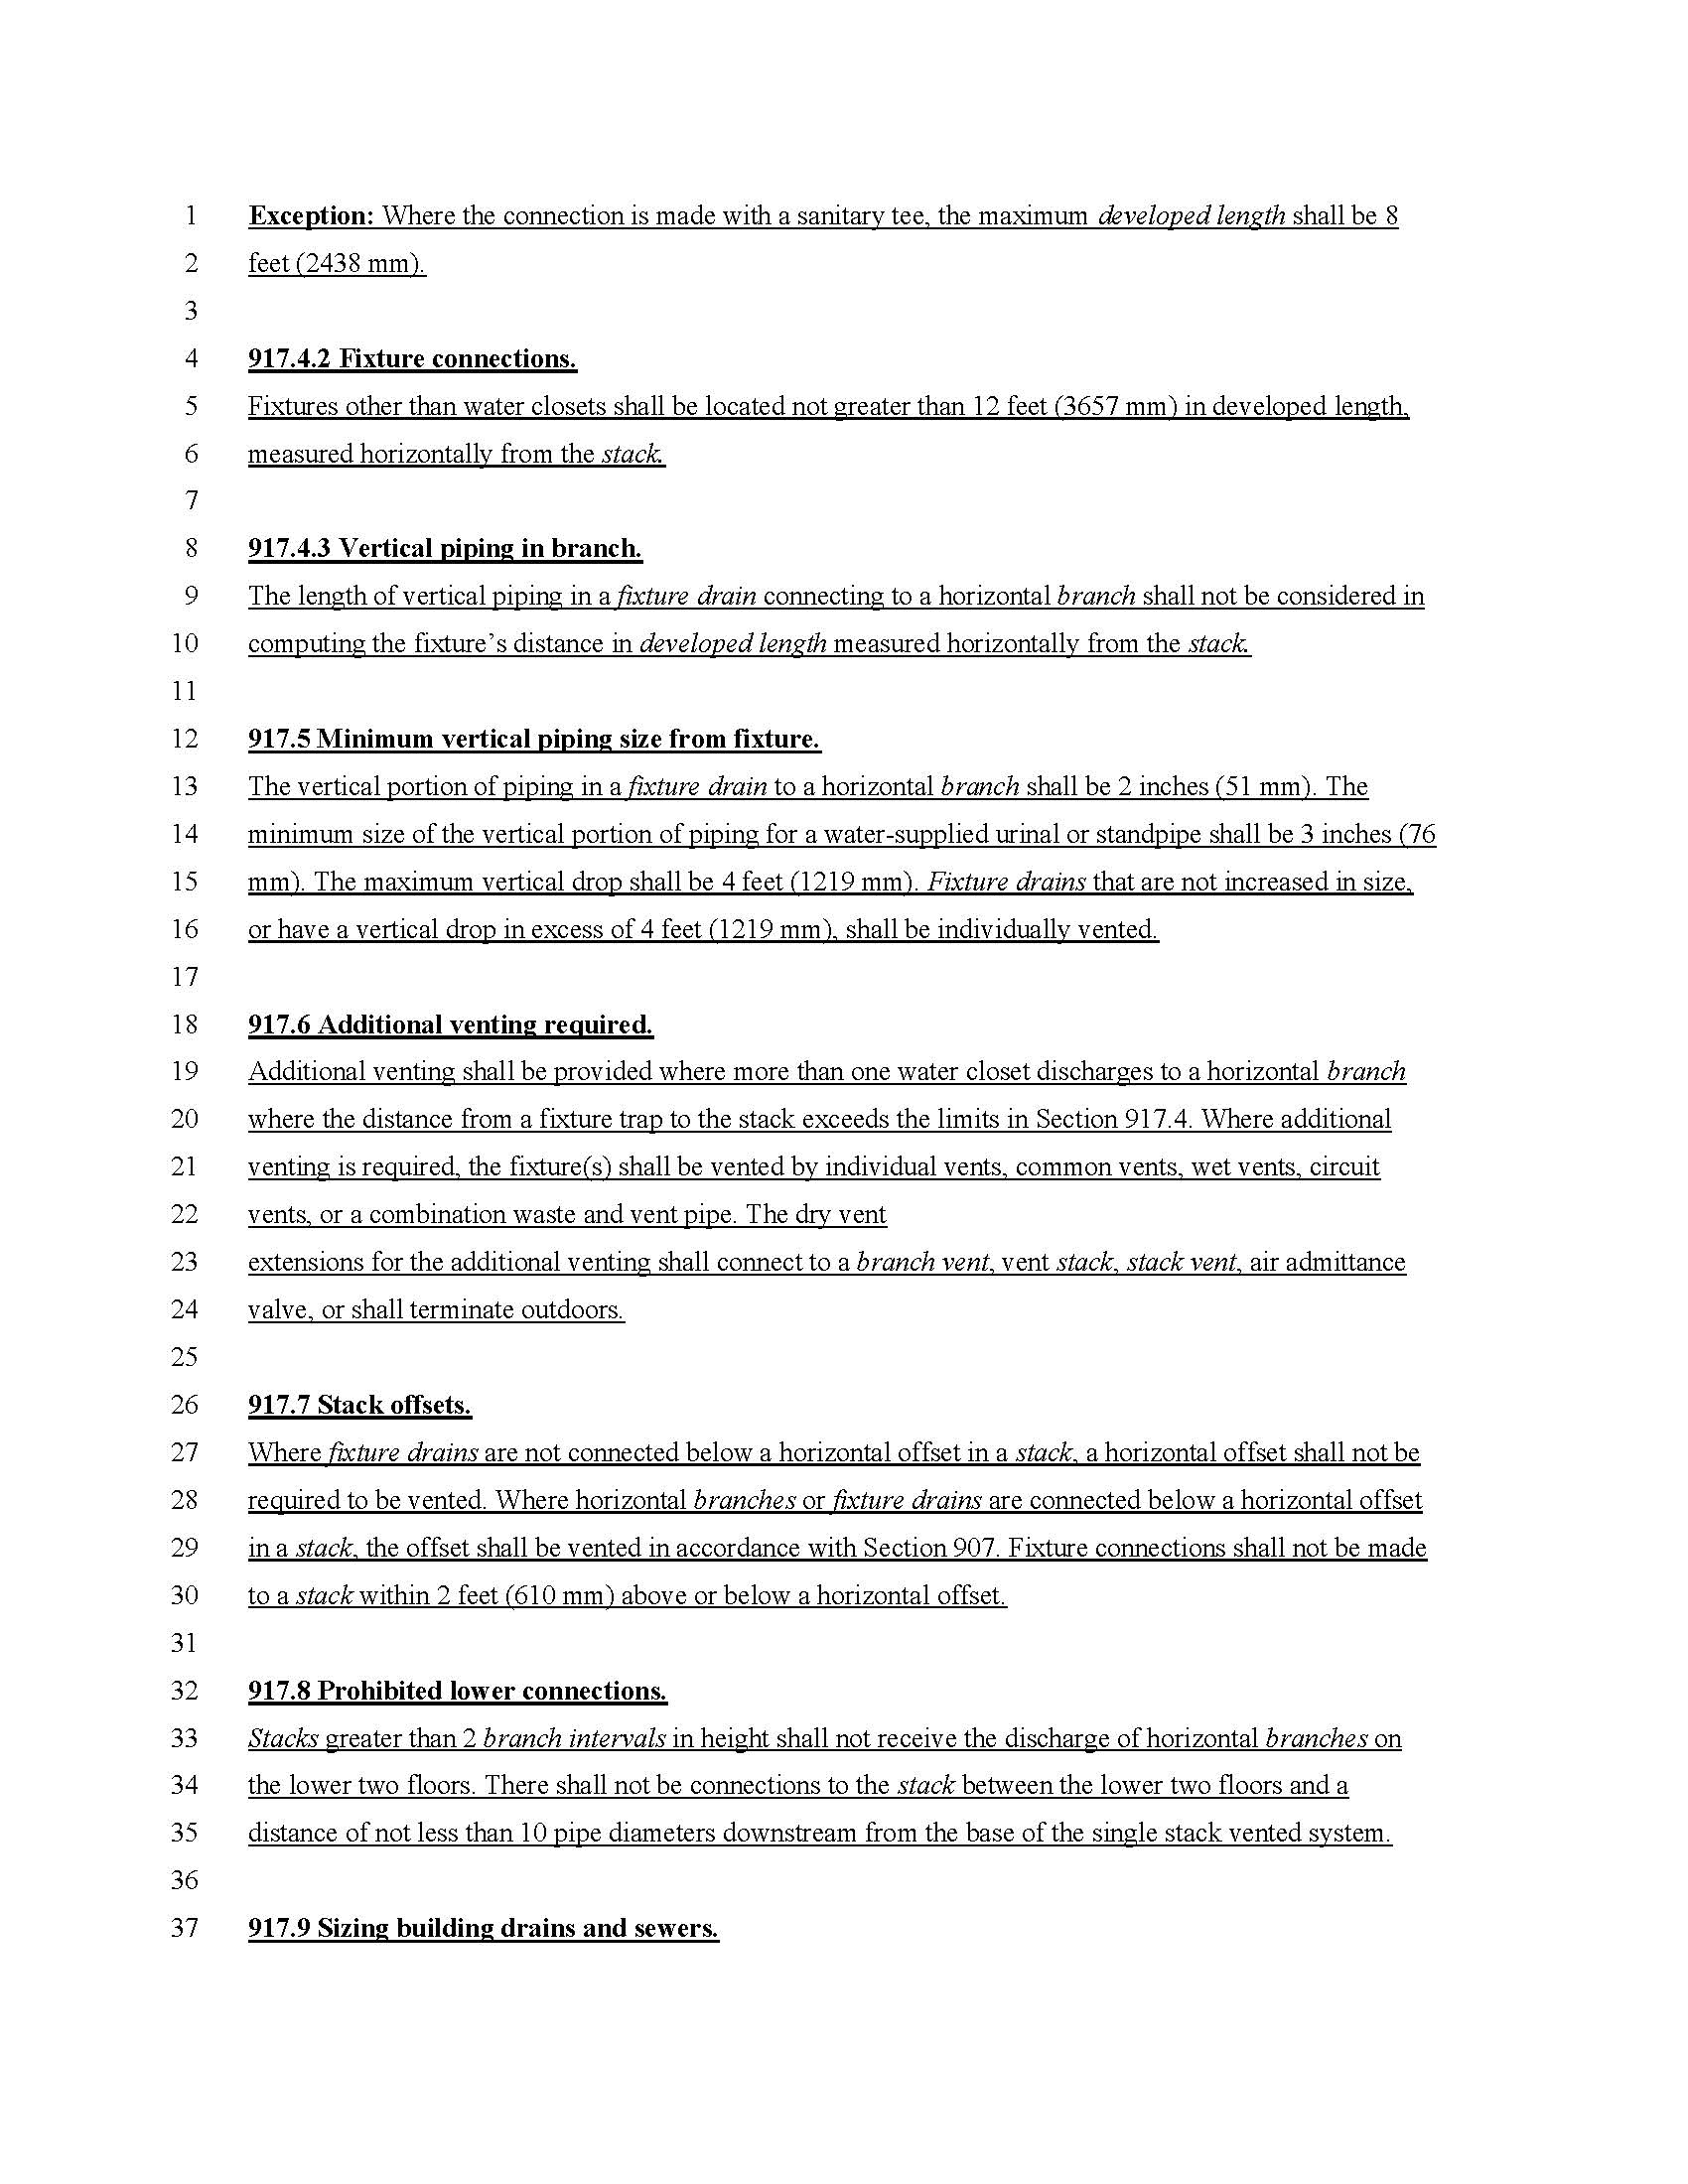 1 Exception: Where the connection is made with a sanitary tee, the maximum developed length shall be 8
2 feet (2438 mm).
3
4 917.4.2 Fixture connections.
5 Fixtures other than water closets shall be located not greater than 12 feet (3657 mm) in developed length,
6 measured horizontally from the stack.
7
8 917.4.3 Vertical piping in branch.
9 The length of vertical piping in a fixture drain connecting to a horizontal branch shall not be considered in
10 computing the fixture’s distance in developed length measured horizontally from the stack.
11
12 917.5 Minimum vertical piping size from fixture.
13 The vertical portion of piping in a fixture drain to a horizontal branch shall be 2 inches (51 mm). The
14 minimum size of the vertical portion of piping for a water-supplied urinal or standpipe shall be 3 inches (76
15 mm). The maximum vertical drop shall be 4 feet (1219 mm). Fixture drains that are not increased in size,
16 or have a vertical drop in excess of 4 feet (1219 mm), shall be individually vented.
17
18 917.6 Additional venting required.
19 Additional venting shall be provided where more than one water closet discharges to a horizontal branch
20 where the distance from a fixture trap to the stack exceeds the limits in Section 917.4. Where additional
21 venting is required, the fixture(s) shall be vented by individual vents, common vents, wet vents, circuit
22 vents, or a combination waste and vent pipe. The dry vent
23 extensions for the additional venting shall connect to a branch vent, vent stack, stack vent, air admittance
24 valve, or shall terminate outdoors.
25
26 917.7 Stack offsets.
27 Where fixture drains are not connected below a horizontal offset in a stack, a horizontal offset shall not be
28 required to be vented. Where horizontal branches or fixture drains are connected below a horizontal offset
29 in a stack, the offset shall be vented in accordance with Section 907. Fixture connections shall not be made
30 to a stack within 2 feet (610 mm) above or below a horizontal offset.
31
32 917.8 Prohibited lower connections.
33 Stacks greater than 2 branch intervals in height shall not receive the discharge of horizontal branches on
34 the lower two floors. There shall not be connections to the stack between the lower two floors and a
35 distance of not less than 10 pipe diameters downstream from the base of the single stack vented system.
36
37 917.9 Sizing building drains and sewers.